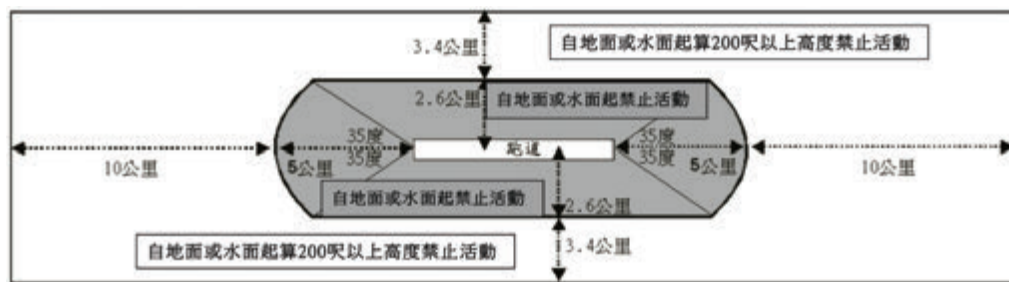 3.4公里
自地面或水面起算200呎以上高度禁止活動
2.6公里
自地面或水面起禁止活動
35度
35度
跑道
35度
35度
10公里
5公里
5公里
10公里
自地面或水面起禁止活動
2.6公里
自地面或水面起算200呎以上高度禁止活動
3.4公里